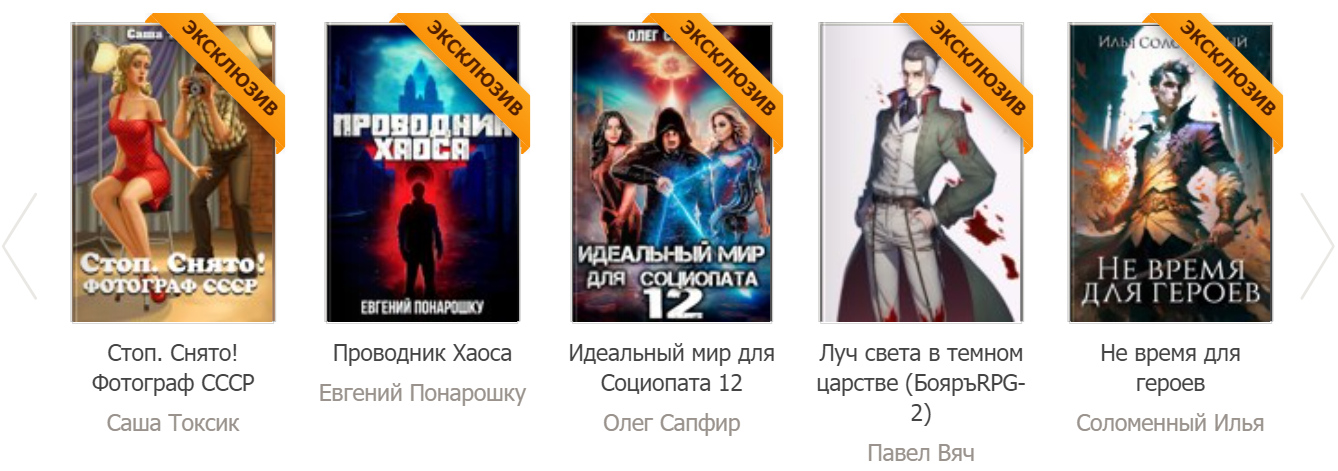 Саша
ЭКСКЛЮЗИВ
Стоп. Снято!
ФОТОГРАФ СССР
Стоп. Снято!
Фотограф СССР
Саша Токсик
ЭКСКЛЮЗИВ
ПРОВОДНИК
ХАОСА
ЕВГЕНИЙ ПОНАРОШКУ
Проводник Хаоса
Евгений Понарошку
ОЛЕГ
ЭКСКЛЮЗИВ
ИДЕАЛЬНЫЙ МИР
ДЛЯ СОЦИОПАТА
12
Идеальный мир для
Социопата 12
Олег Сапфир
ЭКСКЛЮЗИВ
Луч света в темном
царстве (БояръRPG-
2)
Павел Вяч
ИЛЬЯ
ЭКСКЛЮЗИВ
НЕ ВРЕМЯ
ДЛЯ ГЕРОЕВ
Не время для
героев
Соломенный Илья